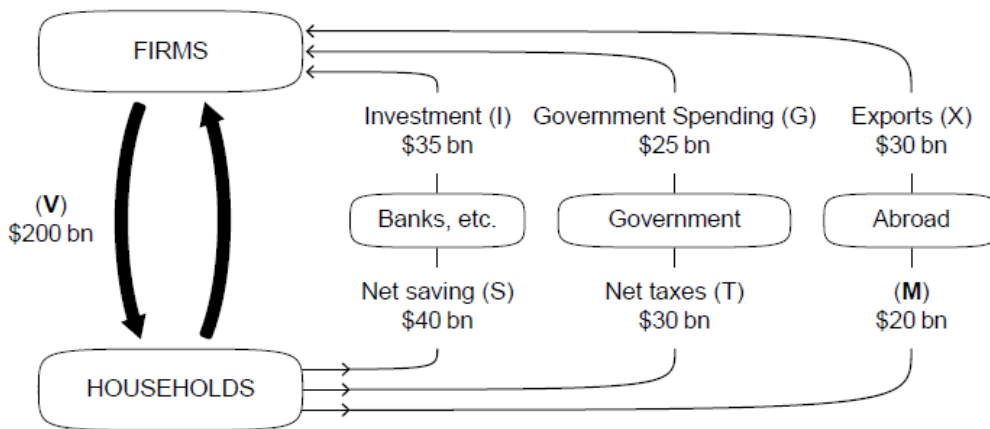 FIRMS
Investment (I)
$35 bn
Government Spending (G)
$25 bn
Exports (X)
$30 bn
(V)
$200 bn
Banks, etc.
Government
Abroad
Net saving (S)
$40 bn
Net taxes (T)
$30 bn
(M)
$20 bn
HOUSEHOLDS